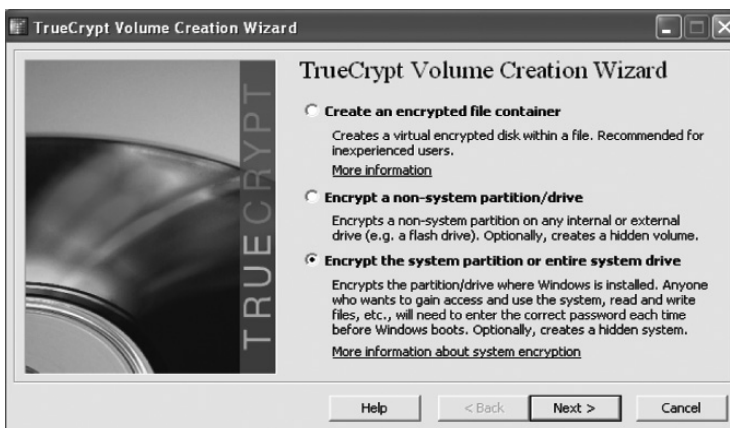 TrueCrypt Volume Creation Wizard
TRUECRYPT
TrueCrypt Volume Creation Wizard
Create an encrypted file container
Creates a virtual encrypted disk within a file. Recommended for
inexperienced users.
More information
Encrypt a non-system partition/drive
Encrypts a non-system partition on any internal or external
drive (e.g. a flash drive). Optionally, creates a hidden volume.
Encrypt the system partition or entire system drive
Encrypts the partition/drive where Windows is installed. Anyone
who wants to gain access and use the system, read and write
files, etc., will need to enter the correct password each time
before Windows boots. Optionally, creates a hidden system.
More information about system encryption
Help
< Back
Next >
Cancel